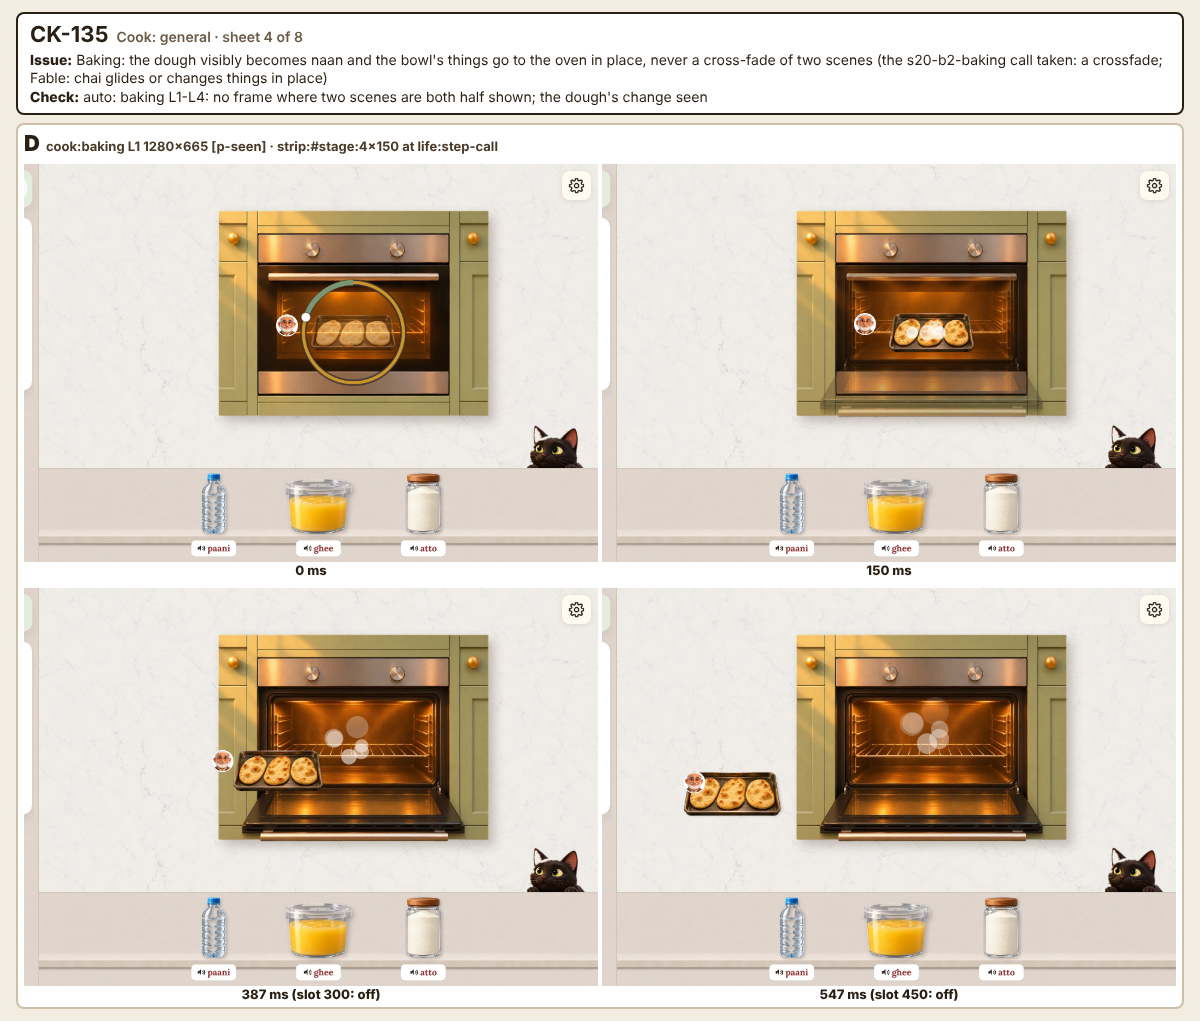 CK-135 Cook: general · sheet 4 of 8
Issue: Baking: the dough visibly becomes naan and the bowl's things go to the oven in place, never a cross-fade of two scenes (the s20-b2-baking call taken: a crossfade;
Fable: chai glides or changes things in place)
Check: auto: baking L1-L4: no frame where two scenes are both half shown; the dough's change seen
D cook:baking L1 1280×665 [p-seen] · strip:#stage:4×150 at life:step-call
paani ghee atto
paani ghee atto
0 ms
150 ms
paani ghee atto
paani ghee atto
387 ms (slot 300: off)
547 ms (slot 450: off)